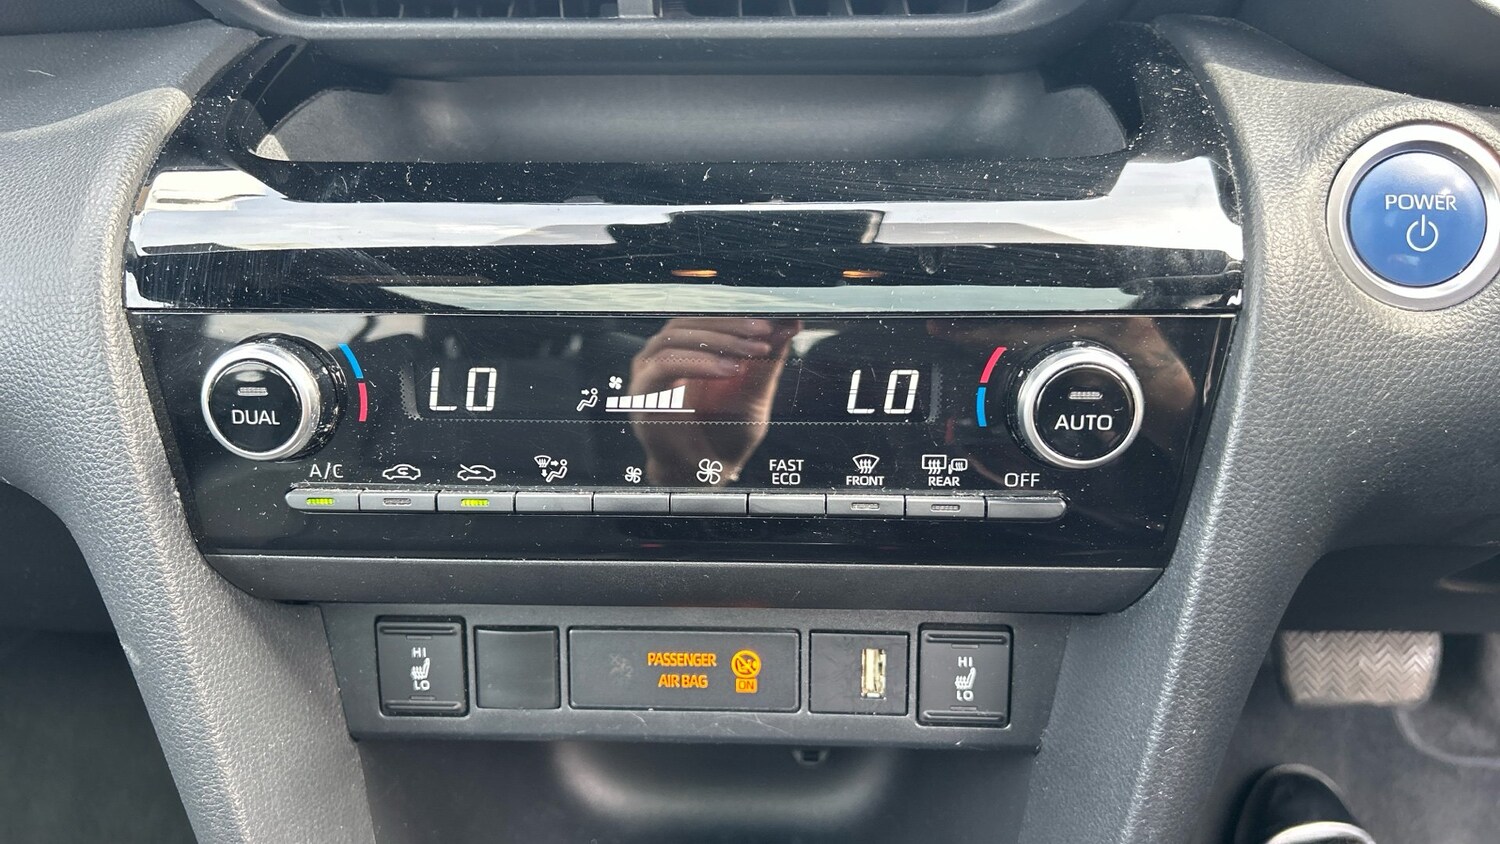 POWER
LO LO
DUAL
AUTO
A/C
FAST
ECO
FRONT
REAR
OFF
HI
LO
PASSENGER
AIR BAG
ON
HI
LO